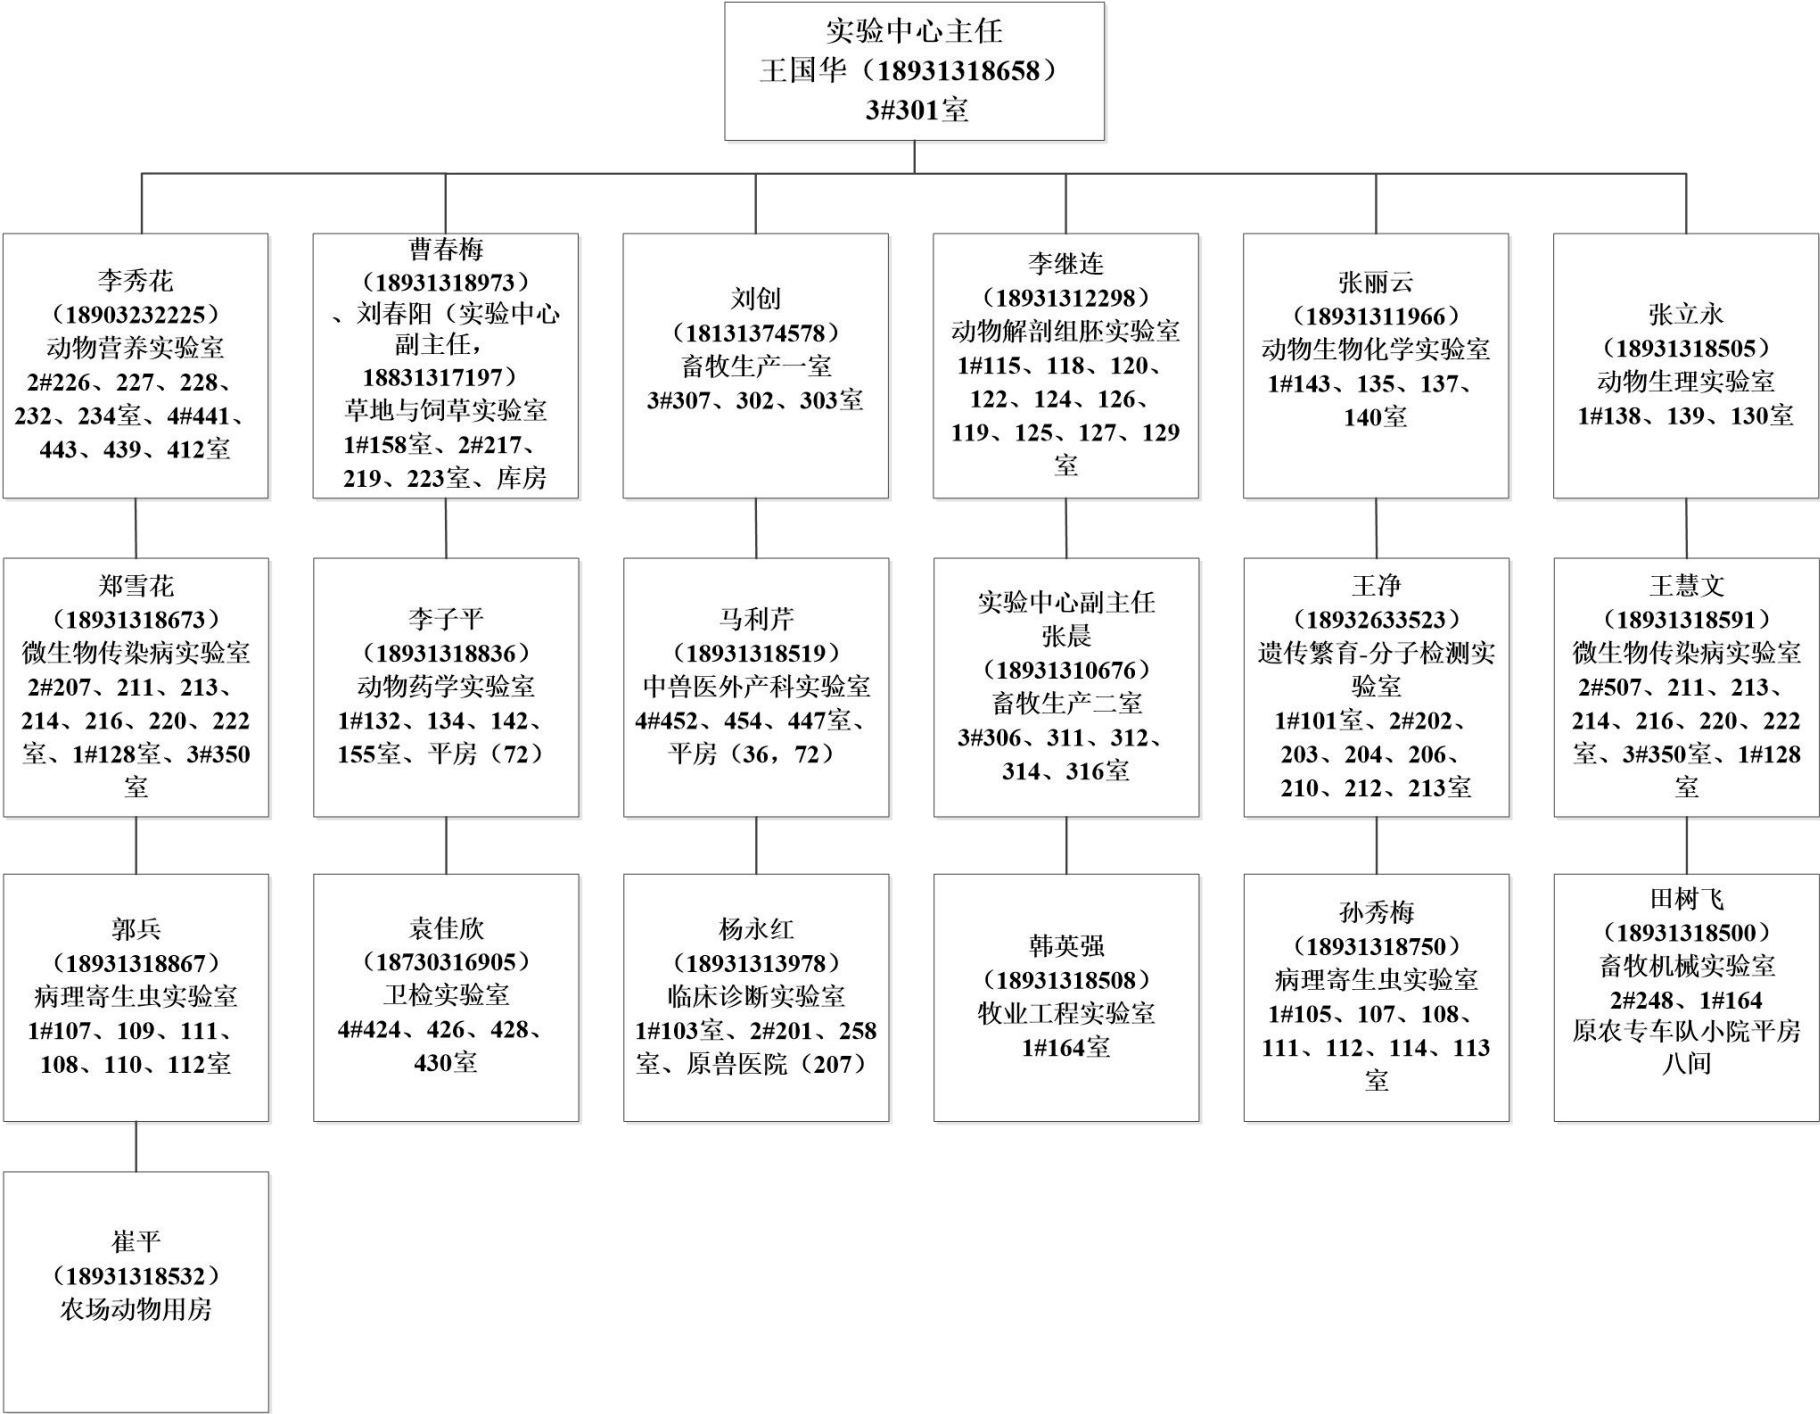 实验中心主任
王国华（18931318658）
3#301室
李秀花
（18903232225）
动物营养实验室
2#226、227、228、
232、234室、4#441、
443、439、412室
曹春梅
（18931318973）
、刘春阳（实验中心
副主任，
18831317197）
草地与饲草实验室
1#158室、2#217、
219、223室、库房
刘创
（18131374578）
畜牧生产一室
3#307、302、303室
李继连
（18931312298）
动物解剖组胚实验室
1#115、118、120、
122、124、126、
119、125、127、129
室
张丽云
（18931311966）
动物生物化学实验室
1#143、135、137、
140室
张立永
（18931318505）
动物生理实验室
1#138、139、130室
郑雪花
（18931318673）
微生物传染病实验室
2#207、211、213、
214、216、220、222
室、1#128室、3#350
室
李子平
（18931318836）
动物药学实验室
1#132、134、142、
155室、平房（72）
马利芹
（18931318519）
中兽医外产科实验室
4#452、454、447室、
平房（36，72）
实验中心副主任
张晨
（18931310676）
畜牧生产二室
3#306、311、312、
314、316室
王净
（18932633523）
遗传繁育-分子检测实
验室
1#101室、2#202、
203、204、206、
210、212、213室
王慧文
（18931318591）
微生物传染病实验室
2#507、211、213、
214、216、220、222
室、3#350室、1#128
室
郭兵
（18931318867）
病理寄生虫实验室
1#107、109、111、
108、110、112室
袁佳欣
（18730316905）
卫检实验室
4#424、426、428、
430室
杨永红
（18931313978）
临床诊断实验室
1#103室、2#201、258
室、原兽医院（207）
韩英强
（18931318508）
牧业工程实验室
1#164室
孙秀梅
（18931318750）
病理寄生虫实验室
1#105、107、108、
111、112、114、113
室
田树飞
（18931318500）
畜牧机械实验室
2#248、1#164
原农专车队小院平房
八间
崔平
（18931318532）
农场动物用房